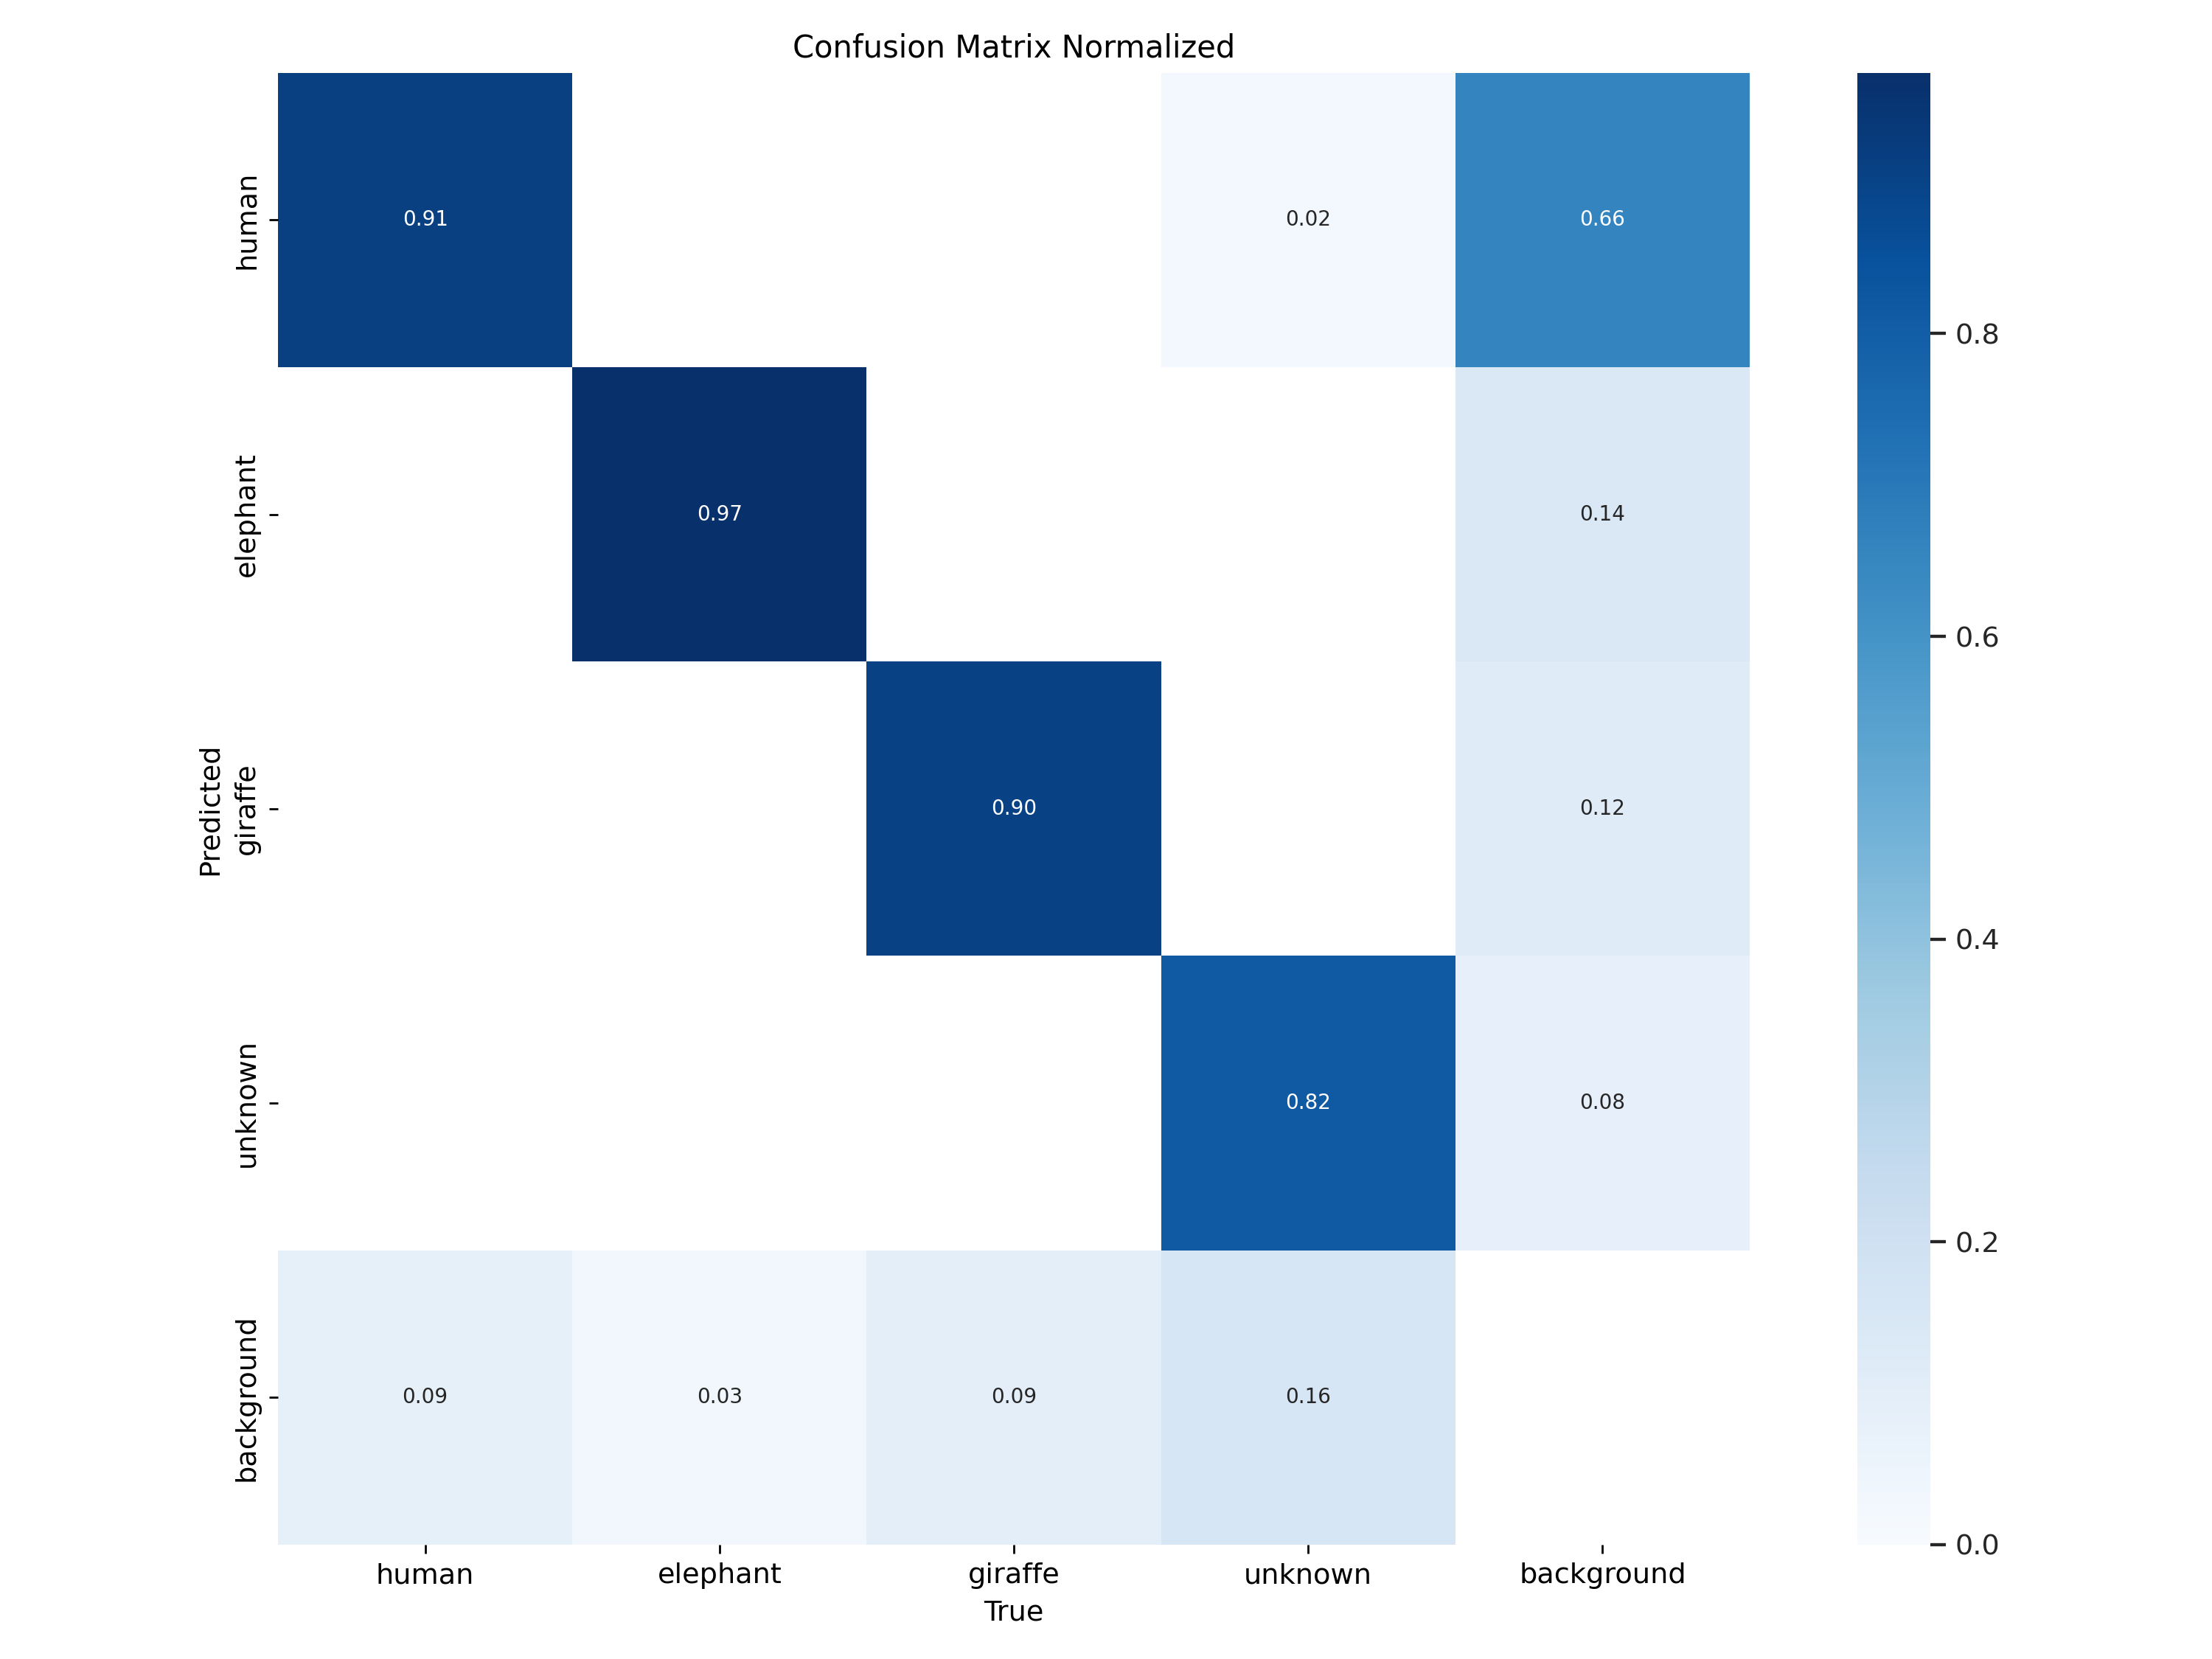 Confusion Matrix Normalized
human
0.91
0.02
0.66
0.8
elephant
0.97
0.14
0.6
Predicted
giraffe
0.90
0.12
0.4
unknown
0.82
0.08
0.2
background
0.09
0.03
0.09
0.16
0.0
human elephant giraffe unknown background
True